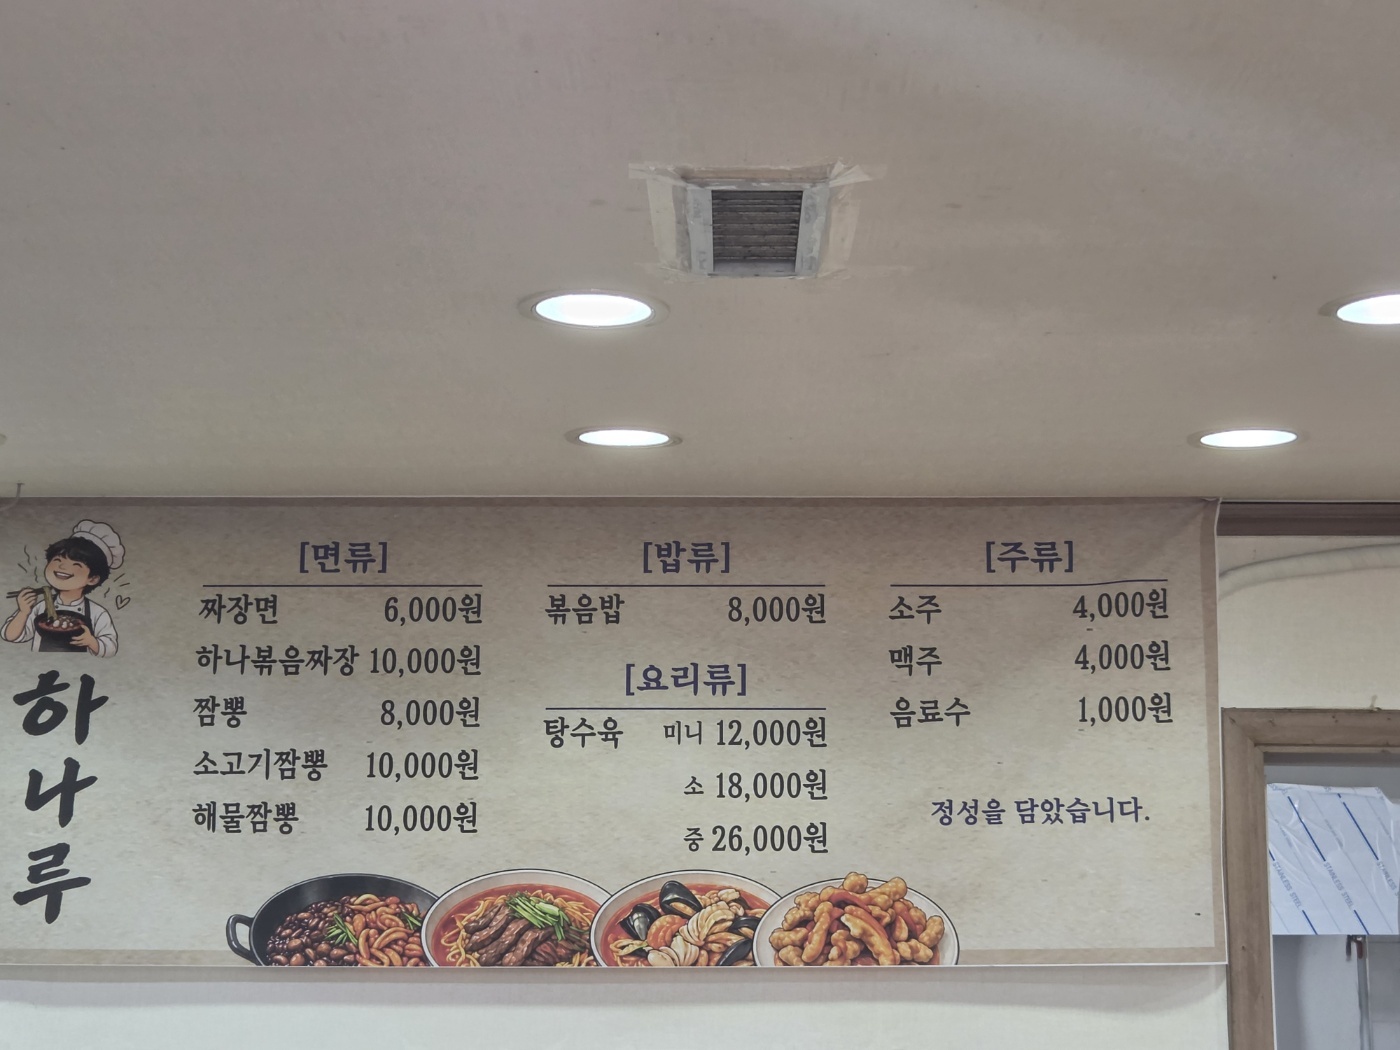 하나루
[면류]
짜장면 6,000원
하나볶음짜장 10,000원
짬뽕 8,000원
소고기짬뽕 10,000원
해물짬뽕 10,000원
[밥류]
볶음밥 8,000원
[요리류]
탕수육 미니 12,000원
소 18,000원
중 26,000원
[주류]
소주 4,000원
맥주 4,000원
음료수 1,000원
정성을 담았습니다.
STAINLESS STEEL
STAINLESS STEEL